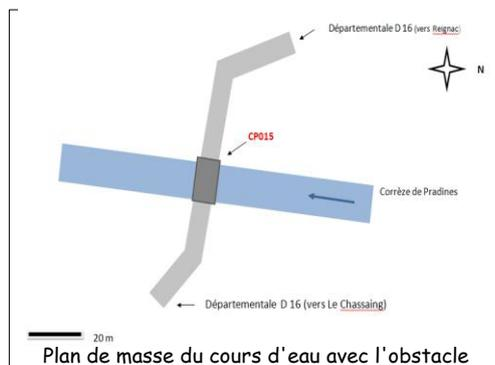 Départementale D 16 (vers Reignac)
N
CP015
Corrèze de Pradines
Départementale D 16 (vers Le Chassaing)
20 m
Plan de masse du cours d'eau avec l'obstacle